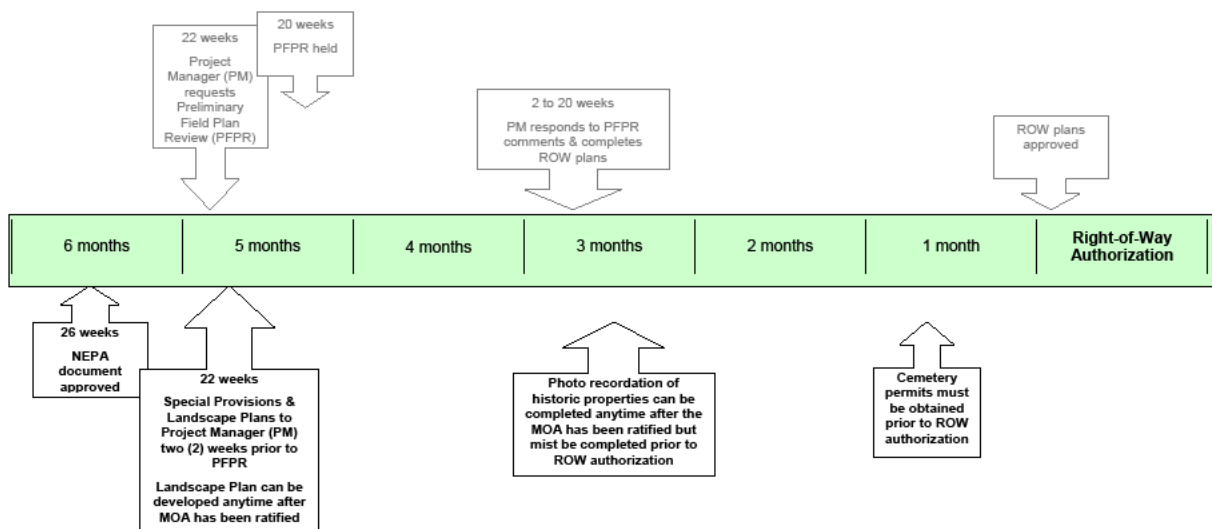 22 weeks
Project
Manager (PM)
requests
Preliminary
Field Plan
Review (PFPR)
20 weeks
PFPR held
2 to 20 weeks
PM responds to PFPR
comments & completes
ROW plans
ROW plans
approved
6 months
5 months
4 months
3 months
2 months
1 month
Right-of-Way
Authorization
26 weeks
NEPA
document
approved
22 weeks
Special Provisions &
Landscape Plans to
Project Manager (PM)
two (2) weeks prior to
PFPR
Landscape Plan can be
developed anytime after
MOA has been ratified
Photo recordation of
historic properties can be
completed anytime after the
MOA has been ratified but
mist be completed prior to
ROW authorization
Cemetery
permits must
be obtained
prior to ROW
authorization